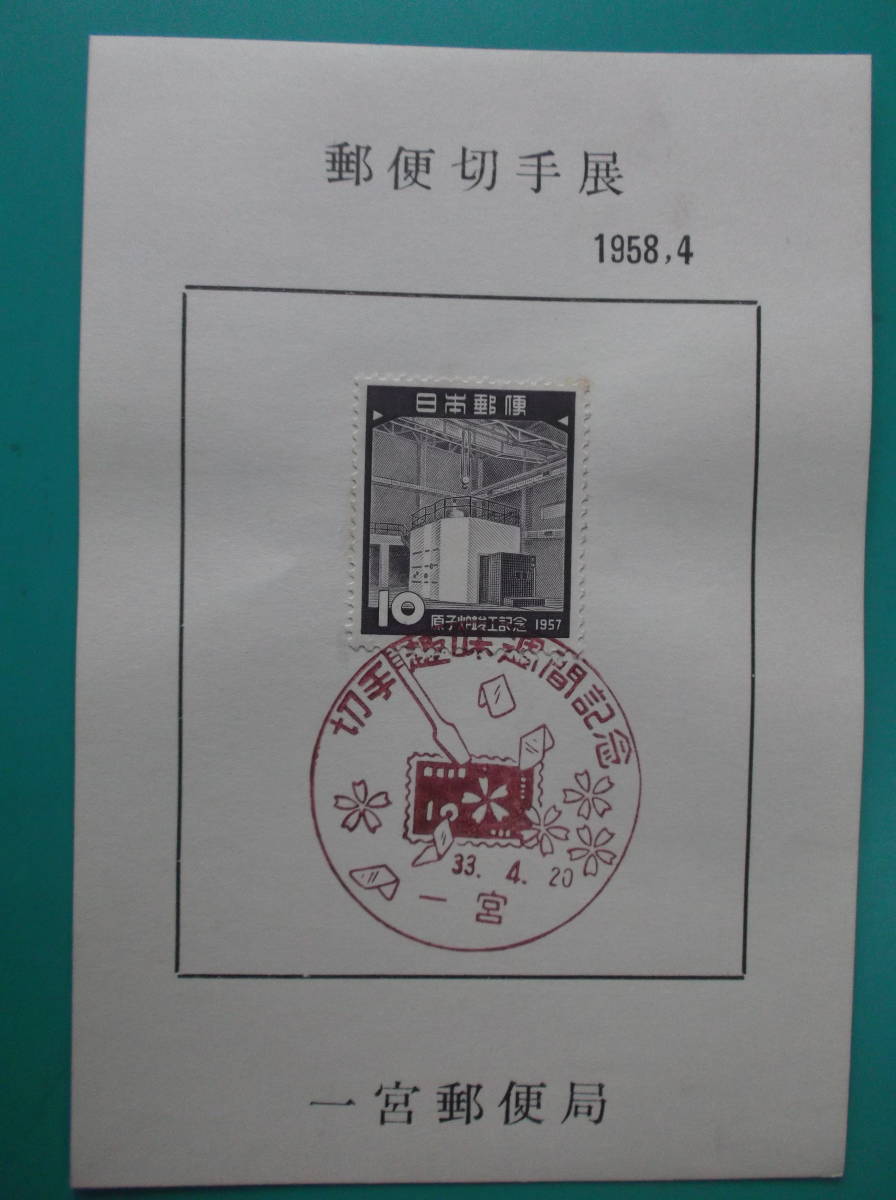 郵便切手展
1958,4
日本郵便
10 原子炉竣工記念 1957
切手趣味週間記念
33. 4. 20
一宮
一宮郵便局